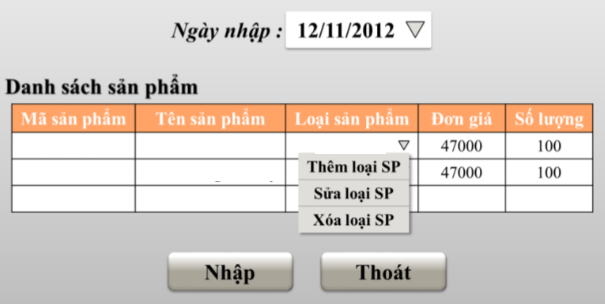 Ngày nhập : 12/11/2012
Danh sách sản phẩm
Mã sản phẩm Tên sản phẩm Loại sản phẩm Đơn giá Số lượng
47000 100
Thêm loại SP 47000 100
Sửa loại SP
Xóa loại SP
Nhập Thoát